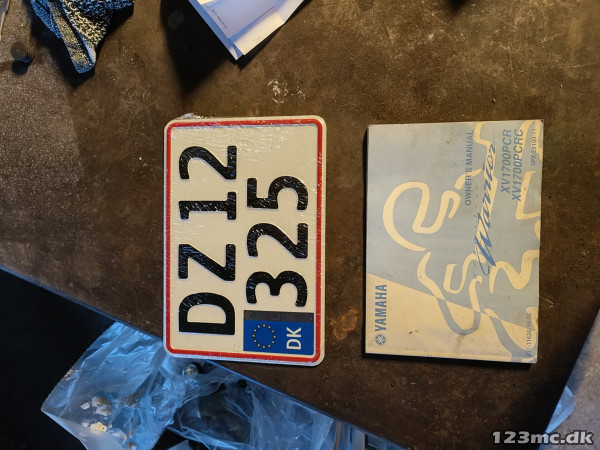 DZ12
325
DK
OWNER'S MANUAL
Warrior
XV1700PCR
XV1700PCRC
YAMAHA
123mc.dk